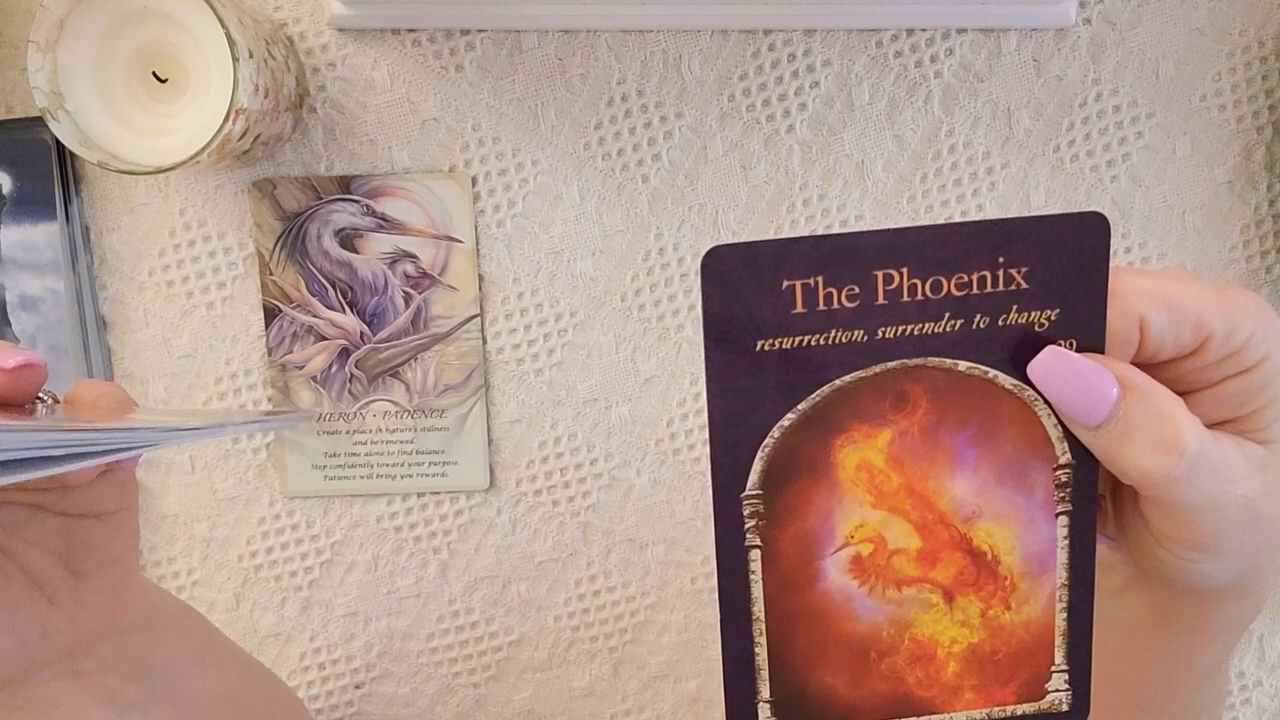 The Phoenix
resurrection, surrender to change
29
HERON • PATIENCE
Create a place in nature's stillness
and be renewed.
Take time alone to find balance.
Step confidently toward your purpose.
Patience will bring you rewards.